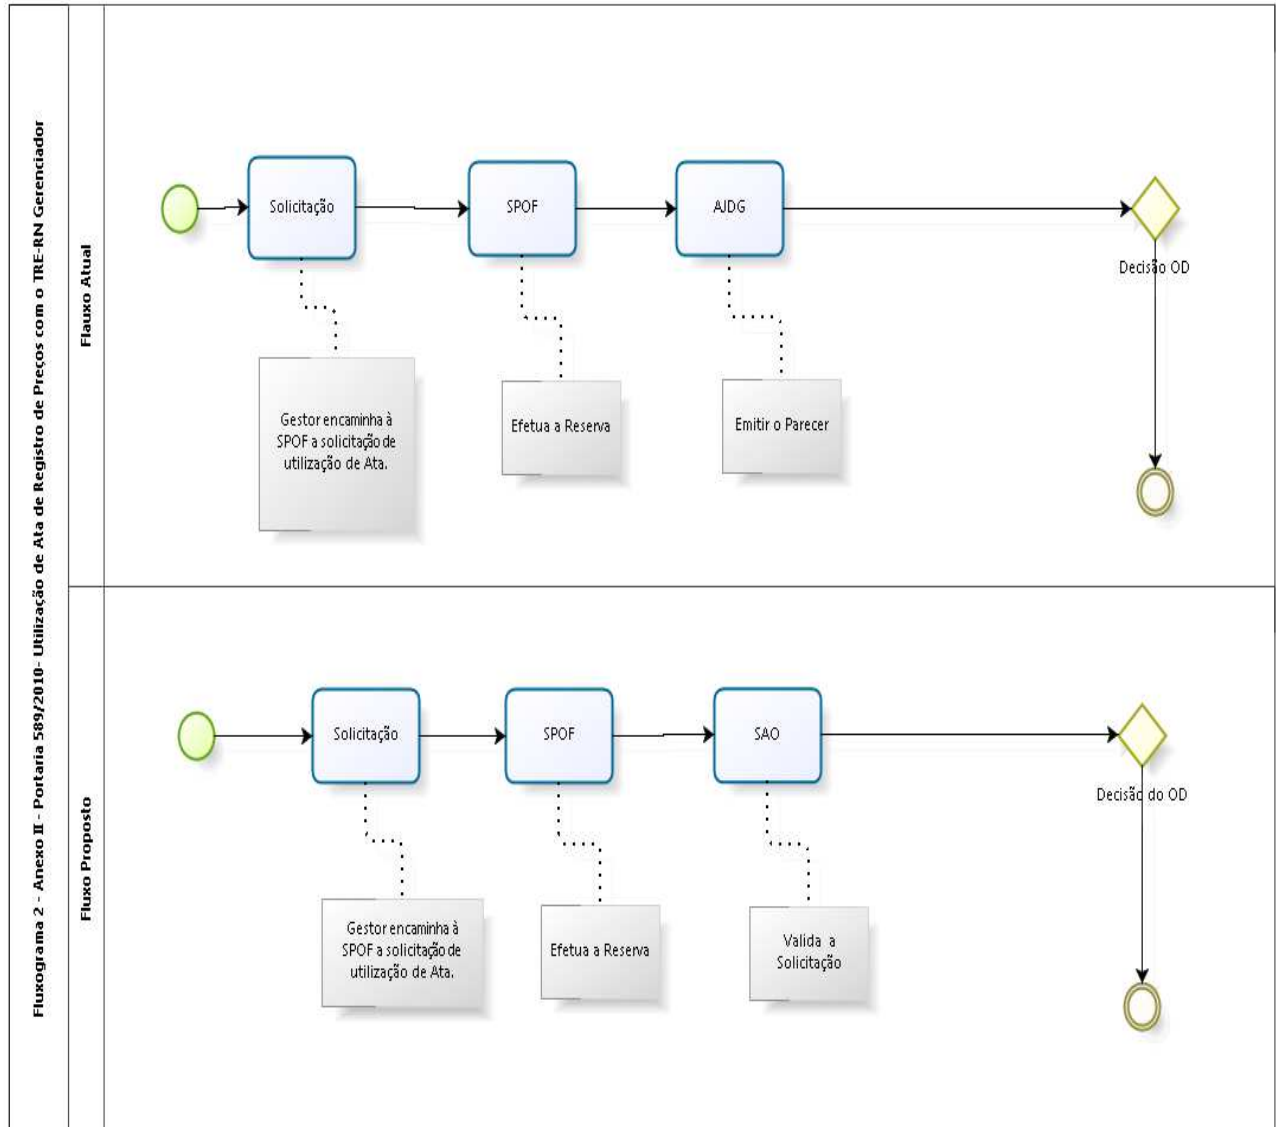 Fluxograma 2 - Anexo II - Portaria 589/2010- Utilização de Ata de Registro de Preços com o TRE-RN Gerenciador
Flauxo Atual
Solicitação
SPOF
AJDG
Decisão OD
Gestor encaminha à
SPOF a solicitação de
utilização de Ata.
Efetua a Reserva
Emitir o Parecer
Fluxo Proposto
Solicitação
SPOF
SAO
Decisão do OD
Gestor encaminha à
SPOF a solicitação de
utilização de Ata.
Efetua a Reserva
Valida a
Solicitação